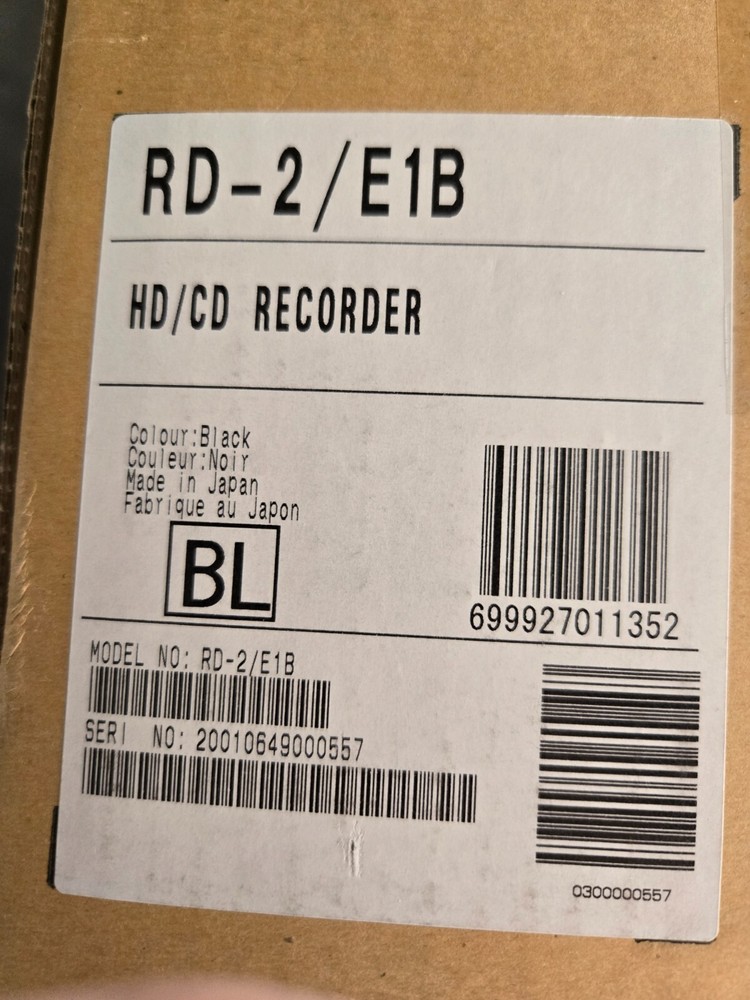 RD-2/E1B
HD/CD RECORDER
Colour:Black
Couleur:Noir
Made in Japan
Fabrique au Japon
BL
699927011352
MODEL NO: RD-2/E1B
SERI NO: 20010649000557
0300000557